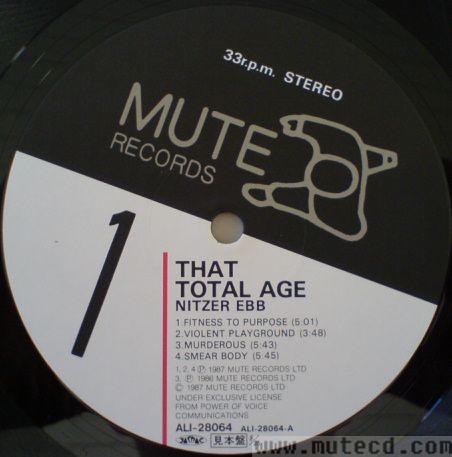 33r.p.m. STEREO
MUTE
RECORDS
1
THAT
TOTAL AGE
NITZER EBB
1.FITNESS TO PURPOSE (5:01)
2.VIOLENT PLAYGROUND (3:48)
3.MURDEROUS (5:43)
4.SMEAR BODY (5:45)
1, 2, 4 Ⓟ 1987 MUTE RECORDS LTD
3, Ⓟ 1986 MUTE RECORDS LTD
© 1987 MUTE RECORDS LTD
UNDER EXCLUSIVE LICENSE
FROM POWER OF VOICE
COMMUNICATIONS
ALI-28064 ALI-28064-A
JASRAC 見本盤
www.mutecd.com